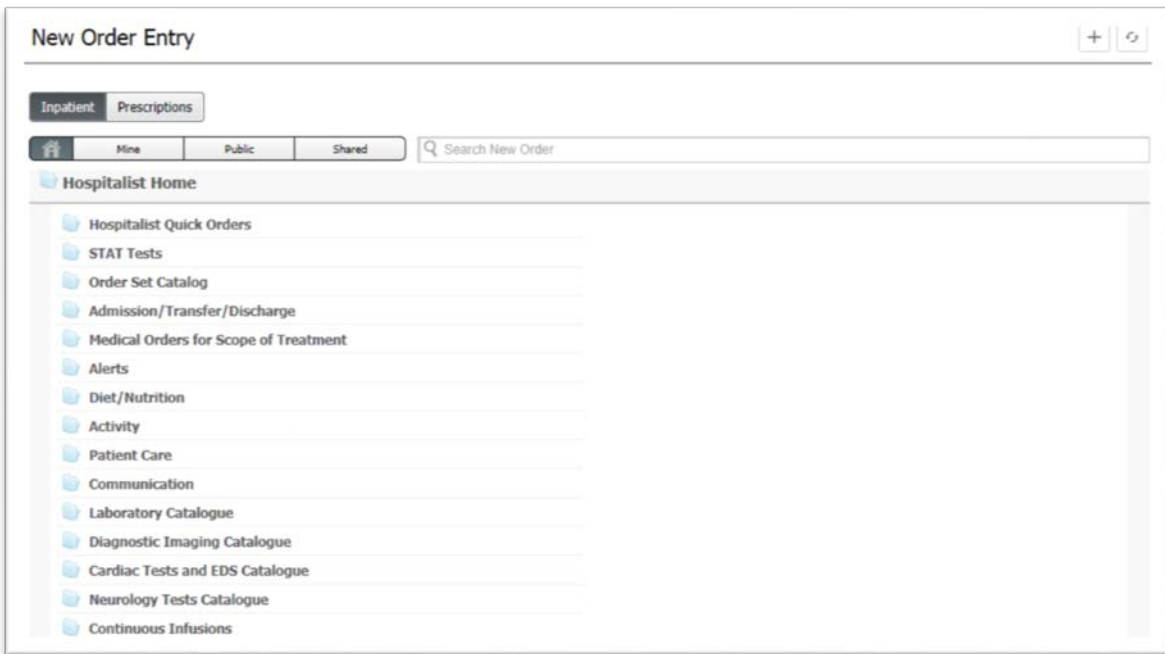 New Order Entry
Inpatient Prescriptions
Mine Public Shared Search New Order
Hospitalist Home
Hospitalist Quick Orders
STAT Tests
Order Set Catalog
Admission/Transfer/Discharge
Medical Orders for Scope of Treatment
Alerts
Diet/Nutrition
Activity
Patient Care
Communication
Laboratory Catalogue
Diagnostic Imaging Catalogue
Cardiac Tests and EDS Catalogue
Neurology Tests Catalogue
Continuous Infusions